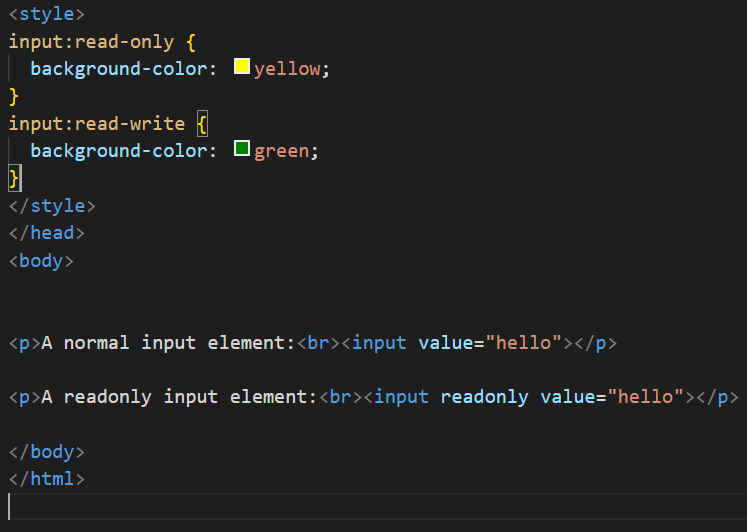 <style>
input:read-only {
  background-color: yellow;
}
input:read-write {
  background-color: green;
}
</style>
</head>
<body>
<p>A normal input element:<br><input value="hello"></p>
<p>A readonly input element:<br><input readonly value="hello"></p>
</body>
</html>